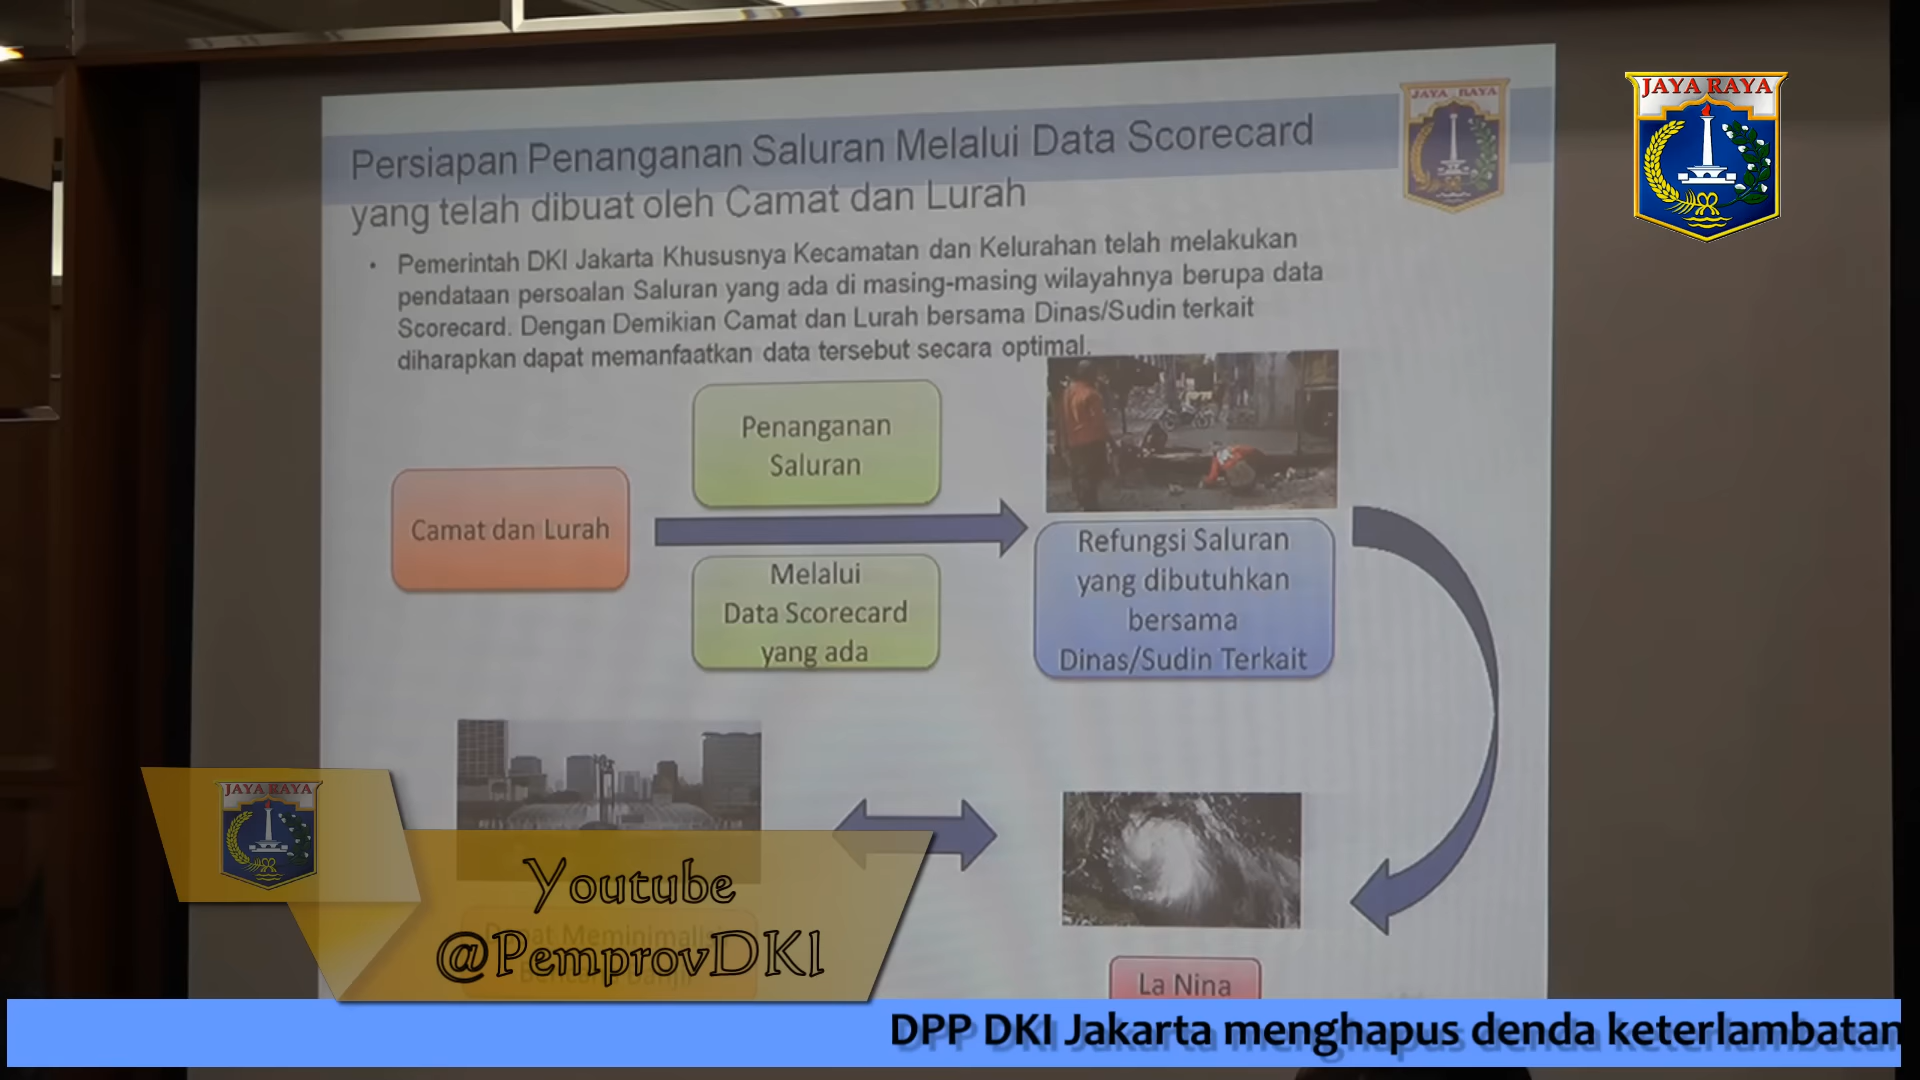 JAYA RAYA
JAYA RAYA
Persiapan Penanganan Saluran Melalui Data Scorecard
yang telah dibuat oleh Camat dan Lurah
• Pemerintah DKI Jakarta Khususnya Kecamatan dan Kelurahan telah melakukan
pendataan persoalan Saluran yang ada di masing-masing wilayahnya berupa data
Scorecard. Dengan Demikian Camat dan Lurah bersama Dinas/Sudin terkait
diharapkan dapat memanfaatkan data tersebut secara optimal.
Penanganan
Saluran
Camat dan Lurah
Melalui
Data Scorecard
yang ada
Refungsi Saluran
yang dibutuhkan
bersama
Dinas/Sudin Terkait
La Nina
JAYA RAYA
Youtube
@PemprovDKI
DPP DKI Jakarta menghapus denda keterlambatan